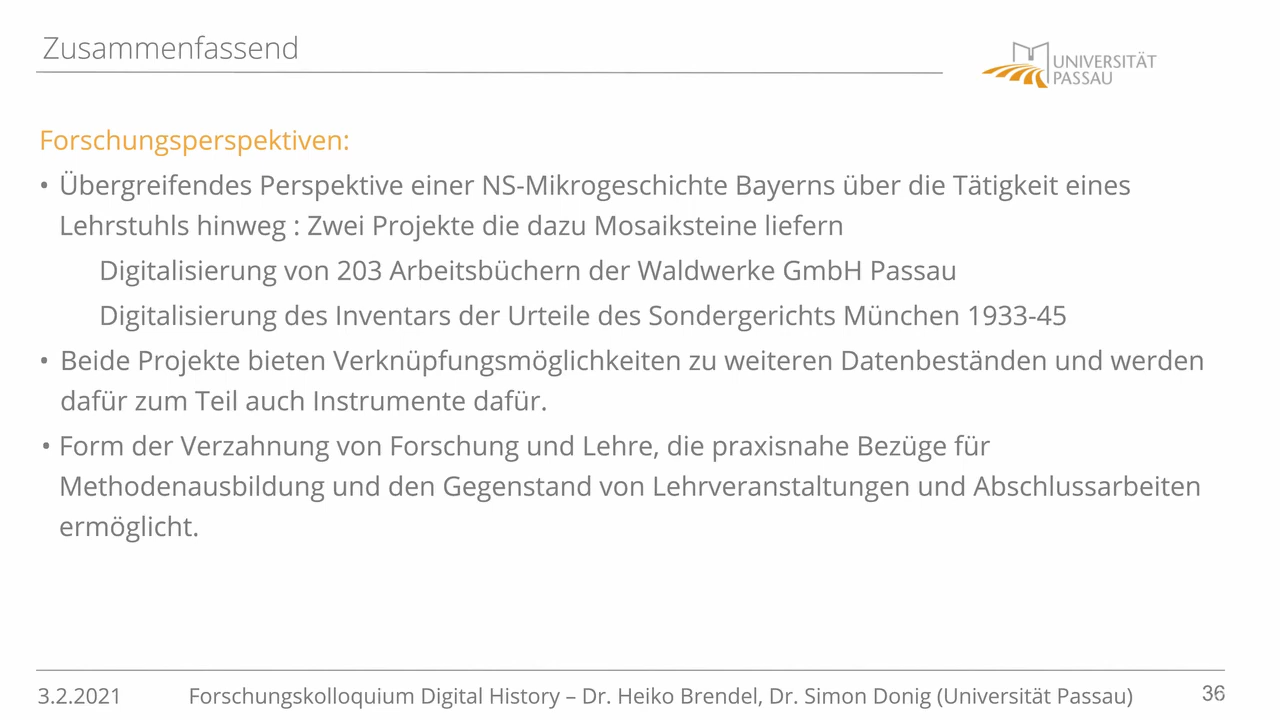 Zusammenfassend
UNIVERSITÄT
PASSAU
Forschungsperspektiven:
• Übergreifendes Perspektive einer NS-Mikrogeschichte Bayerns über die Tätigkeit eines
Lehrstuhls hinweg : Zwei Projekte die dazu Mosaiksteine liefern
Digitalisierung von 203 Arbeitsbüchern der Waldwerke GmbH Passau
Digitalisierung des Inventars der Urteile des Sondergerichts München 1933-45
• Beide Projekte bieten Verknüpfungsmöglichkeiten zu weiteren Datenbeständen und werden
dafür zum Teil auch Instrumente dafür.
• Form der Verzahnung von Forschung und Lehre, die praxisnahe Bezüge für
Methodenausbildung und den Gegenstand von Lehrveranstaltungen und Abschlussarbeiten
ermöglicht.
3.2.2021 Forschungskolloquium Digital History – Dr. Heiko Brendel, Dr. Simon Donig (Universität Passau) 36